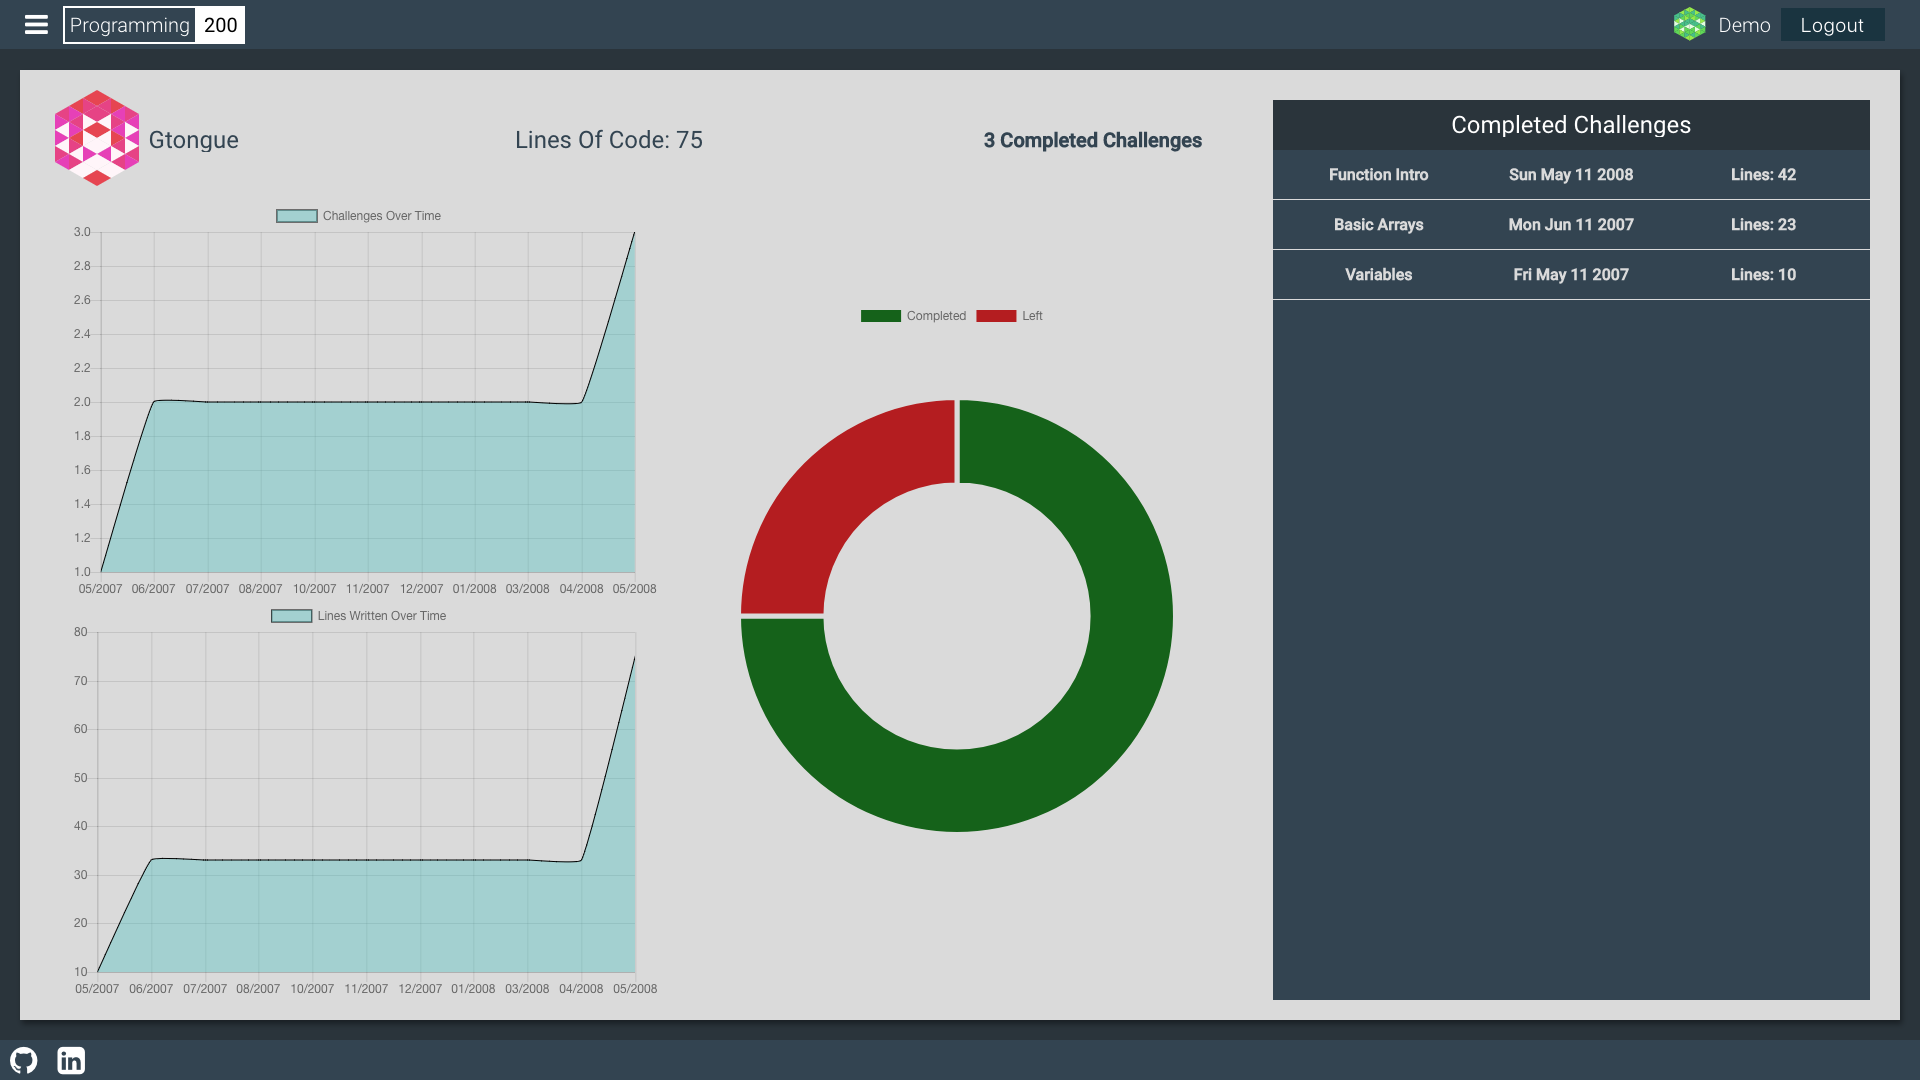 Programming 200
Demo
Logout
Gtongue
Lines Of Code: 75
3 Completed Challenges
Challenges Over Time
3.0
2.8
2.6
2.4
2.2
2.0
1.8
1.6
1.4
1.2
1.0
05/2007 06/2007 07/2007 08/2007 10/2007 11/2007 12/2007 01/2008 03/2008 04/2008 05/2008
Lines Written Over Time
80
70
60
50
40
30
20
10
05/2007 06/2007 07/2007 08/2007 10/2007 11/2007 12/2007 01/2008 03/2008 04/2008 05/2008
Completed Left
Completed Challenges
Function Intro Sun May 11 2008 Lines: 42
Basic Arrays Mon Jun 11 2007 Lines: 23
Variables Fri May 11 2007 Lines: 10
in